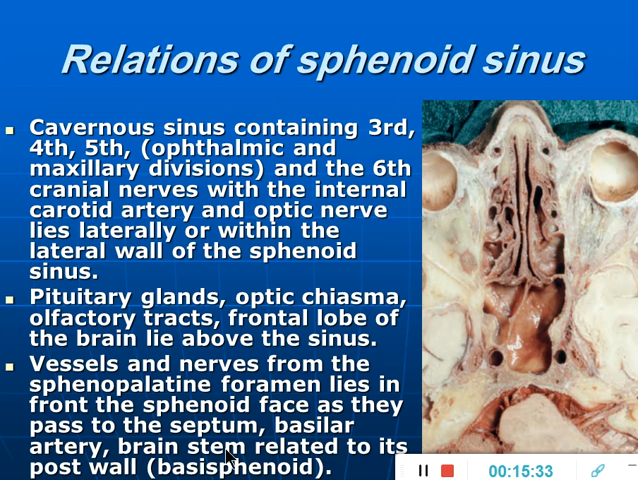 Relations of sphenoid sinus
Cavernous sinus containing 3rd,
4th, 5th, (ophthalmic and
maxillary divisions) and the 6th
cranial nerves with the internal
carotid artery and optic nerve
lies laterally or within the
lateral wall of the sphenoid
sinus.
Pituitary glands, optic chiasma,
olfactory tracts, frontal lobe of
the brain lie above the sinus.
Vessels and nerves from the
sphenopalatine foramen lies in
front the sphenoid face as they
pass to the septum, basilar
artery, brain stem related to its
post wall (basisphenoid).
00:15:33